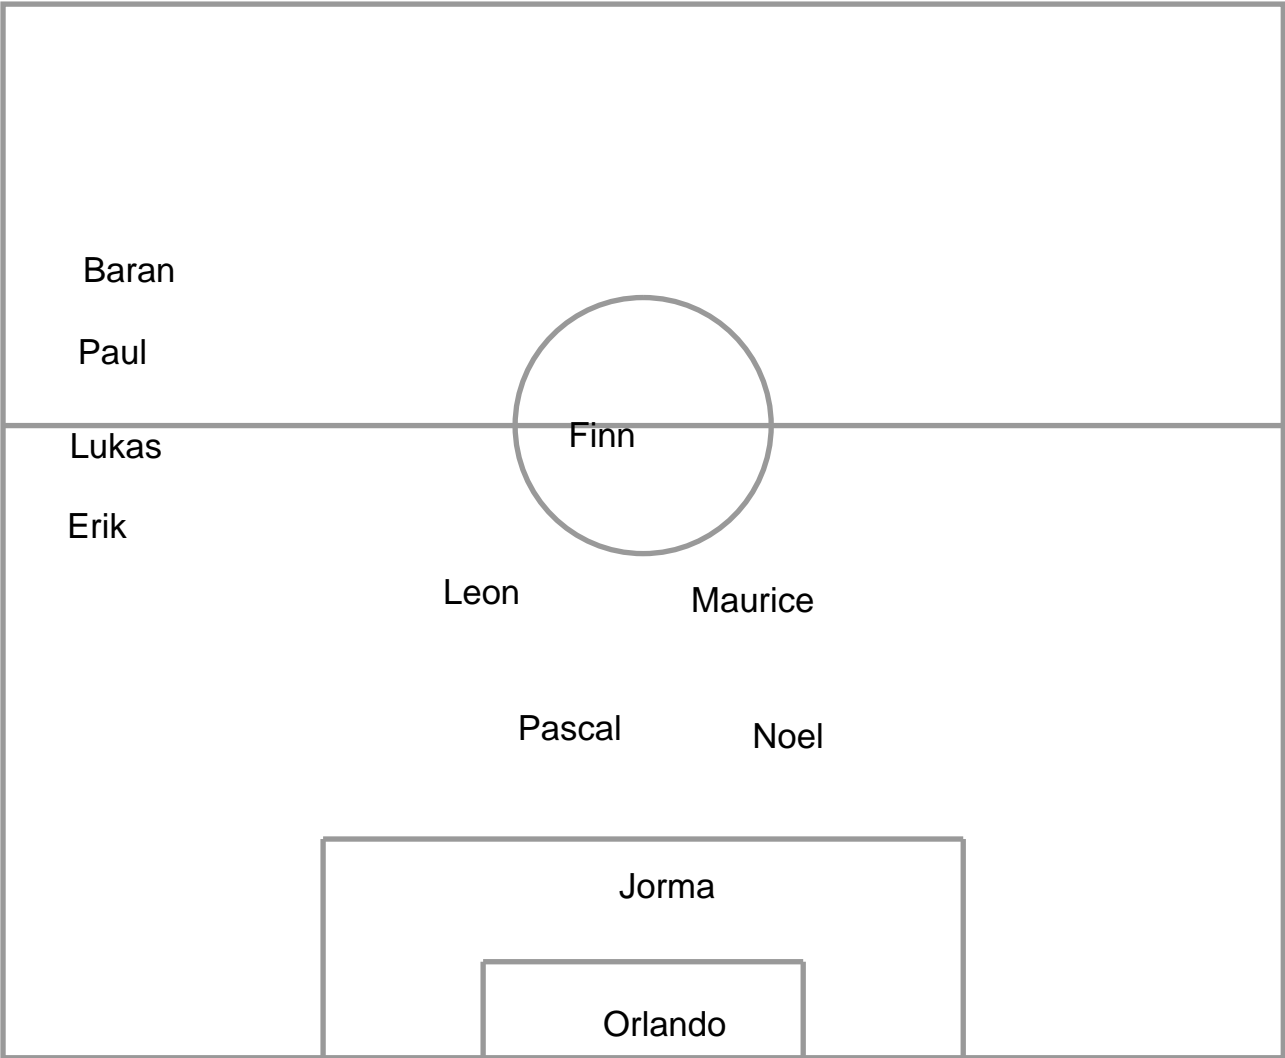 Baran
Paul
Finn
Lukas
Erik
Leon
Maurice
Pascal
Noel
Jorma
Orlando